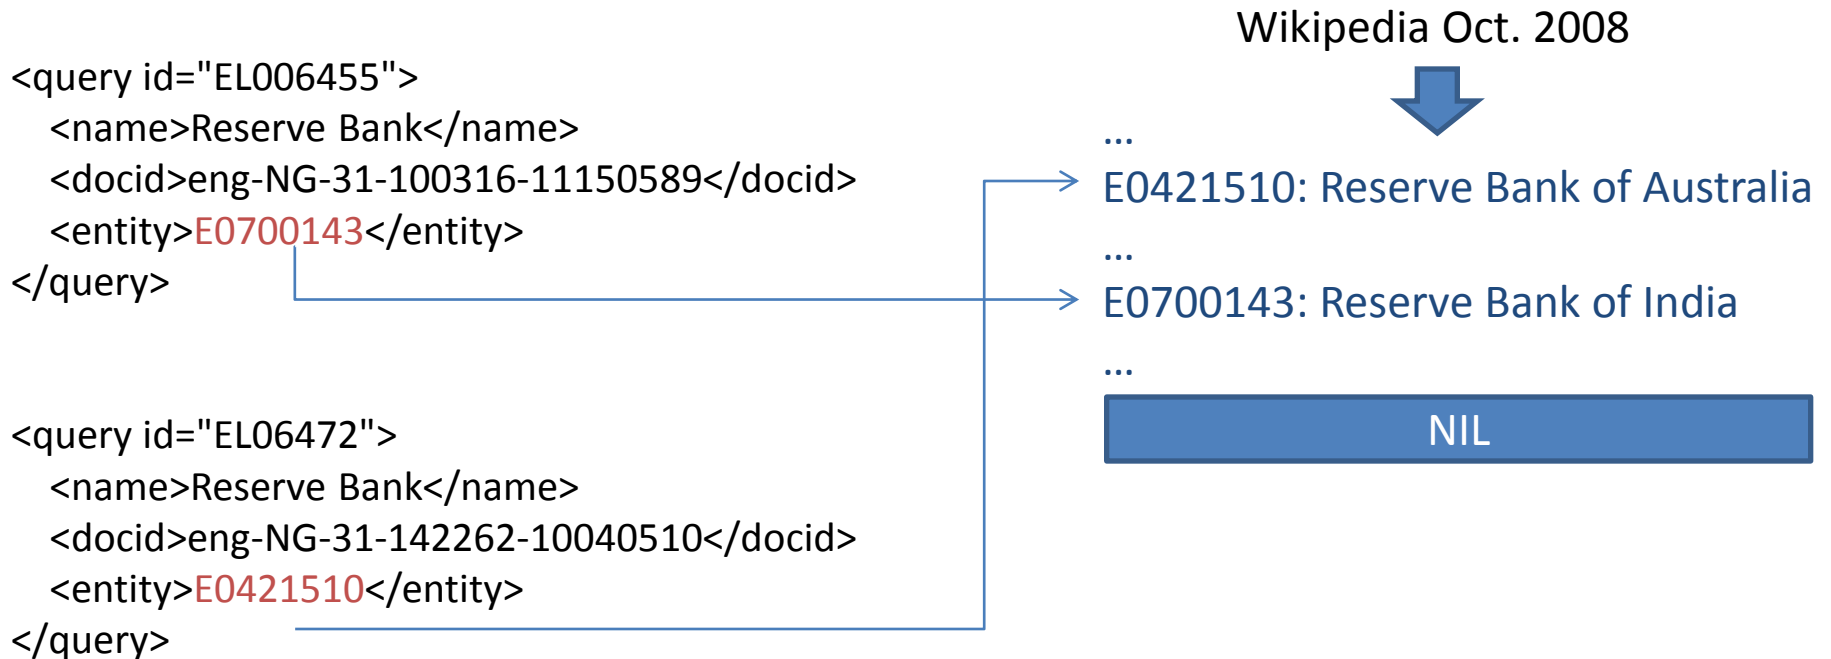 <query id="EL006455">
<name>Reserve Bank</name>
<docid>eng-NG-31-100316-11150589</docid>
<entity>E0700143</entity>
</query>
<query id="EL06472">
<name>Reserve Bank</name>
<docid>eng-NG-31-142262-10040510</docid>
<entity>E0421510</entity>
</query>
Wikipedia Oct. 2008
...
E0421510: Reserve Bank of Australia
...
E0700143: Reserve Bank of India
...
NIL